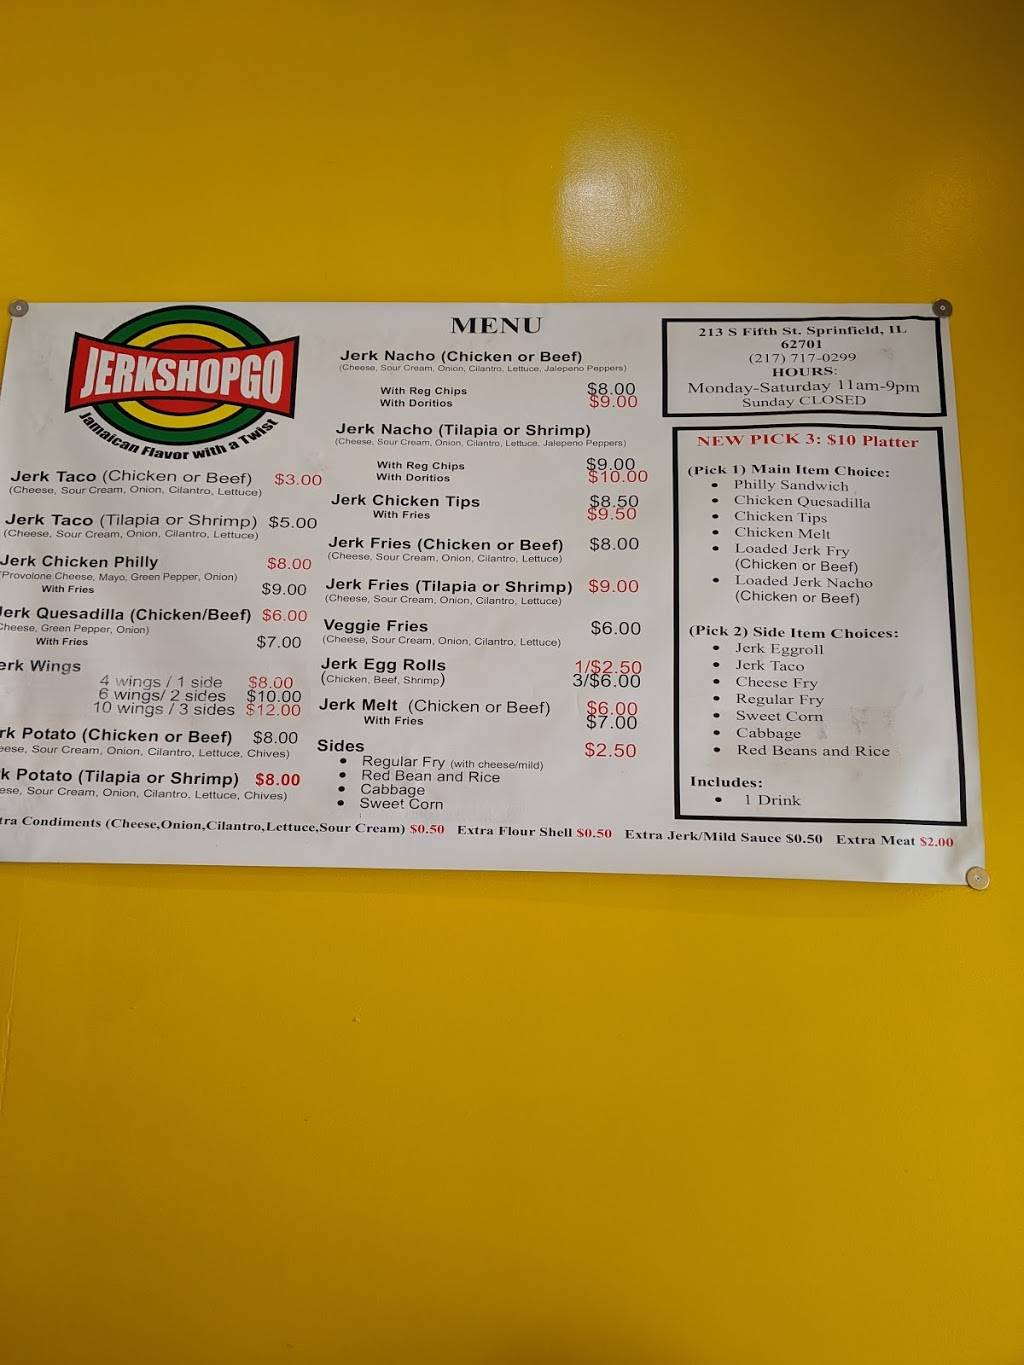 JERKSHOPGO
Jamaican Flavor with a Twist
Jerk Taco (Chicken or Beef) $3.00
(Cheese, Sour Cream, Onion, Cilantro, Lettuce)
Jerk Taco (Tilapia or Shrimp) $5.00
(Cheese, Sour Cream, Onion, Cilantro, Lettuce)
Jerk Chicken Philly $8.00
(Provolone Cheese, Mayo, Green Pepper, Onion)
With Fries $9.00
Jerk Quesadilla (Chicken/Beef) $6.00
Cheese, Green Pepper, Onion)
With Fries $7.00
erk Wings
4 wings / 1 side $8.00
6 wings/ 2 sides $10.00
10 wings / 3 sides $12.00
rk Potato (Chicken or Beef) $8.00
eese, Sour Cream, Onion, Cilantro, Lettuce, Chives)
k Potato (Tilapia or Shrimp) $8.00
ese, Sour Cream, Onion, Cilantro, Lettuce, Chives)
MENU
Jerk Nacho (Chicken or Beef)
(Cheese, Sour Cream, Onion, Cilantro, Lettuce, Jalepeno Peppers)
With Reg Chips $8.00
With Doritios $9.00
Jerk Nacho (Tilapia or Shrimp)
(Cheese, Sour Cream, Onion, Cilantro, Lettuce, Jalepeno Peppers)
With Reg Chips $9.00
With Doritios $10.00
Jerk Chicken Tips $8.50
With Fries $9.50
Jerk Fries (Chicken or Beef) $8.00
(Cheese, Sour Cream, Onion, Cilantro, Lettuce)
Jerk Fries (Tilapia or Shrimp) $9.00
(Cheese, Sour Cream, Onion, Cilantro, Lettuce)
Veggie Fries $6.00
(Cheese, Sour Cream, Onion, Cilantro, Lettuce)
Jerk Egg Rolls 1/$2.50
(Chicken, Beef, Shrimp) 3/$6.00
Jerk Melt (Chicken or Beef) $6.00
With Fries $7.00
Sides $2.50
• Regular Fry (with cheese/mild)
• Red Bean and Rice
• Cabbage
• Sweet Corn
213 S Fifth St. Sprinfield, IL
62701
(217) 717-0299
HOURS:
Monday-Saturday 11am-9pm
Sunday CLOSED
NEW PICK 3: $10 Platter
(Pick 1) Main Item Choice:
• Philly Sandwich
• Chicken Quesadilla
• Chicken Tips
• Chicken Melt
• Loaded Jerk Fry
(Chicken or Beef)
• Loaded Jerk Nacho
(Chicken or Beef)
(Pick 2) Side Item Choices:
• Jerk Eggroll
• Jerk Taco
• Cheese Fry
• Regular Fry
• Sweet Corn
• Cabbage
• Red Beans and Rice
Includes:
• 1 Drink
tra Condiments (Cheese,Onion,Cilantro,Lettuce,Sour Cream) $0.50 Extra Flour Shell $0.50 Extra Jerk/Mild Sauce $0.50 Extra Meat $2.00